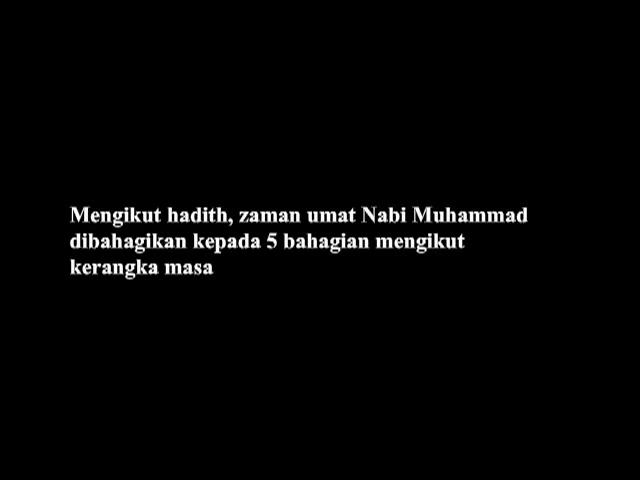 Mengikut hadith, zaman umat Nabi Muhammad
dibahagikan kepada 5 bahagian mengikut
kerangka masa